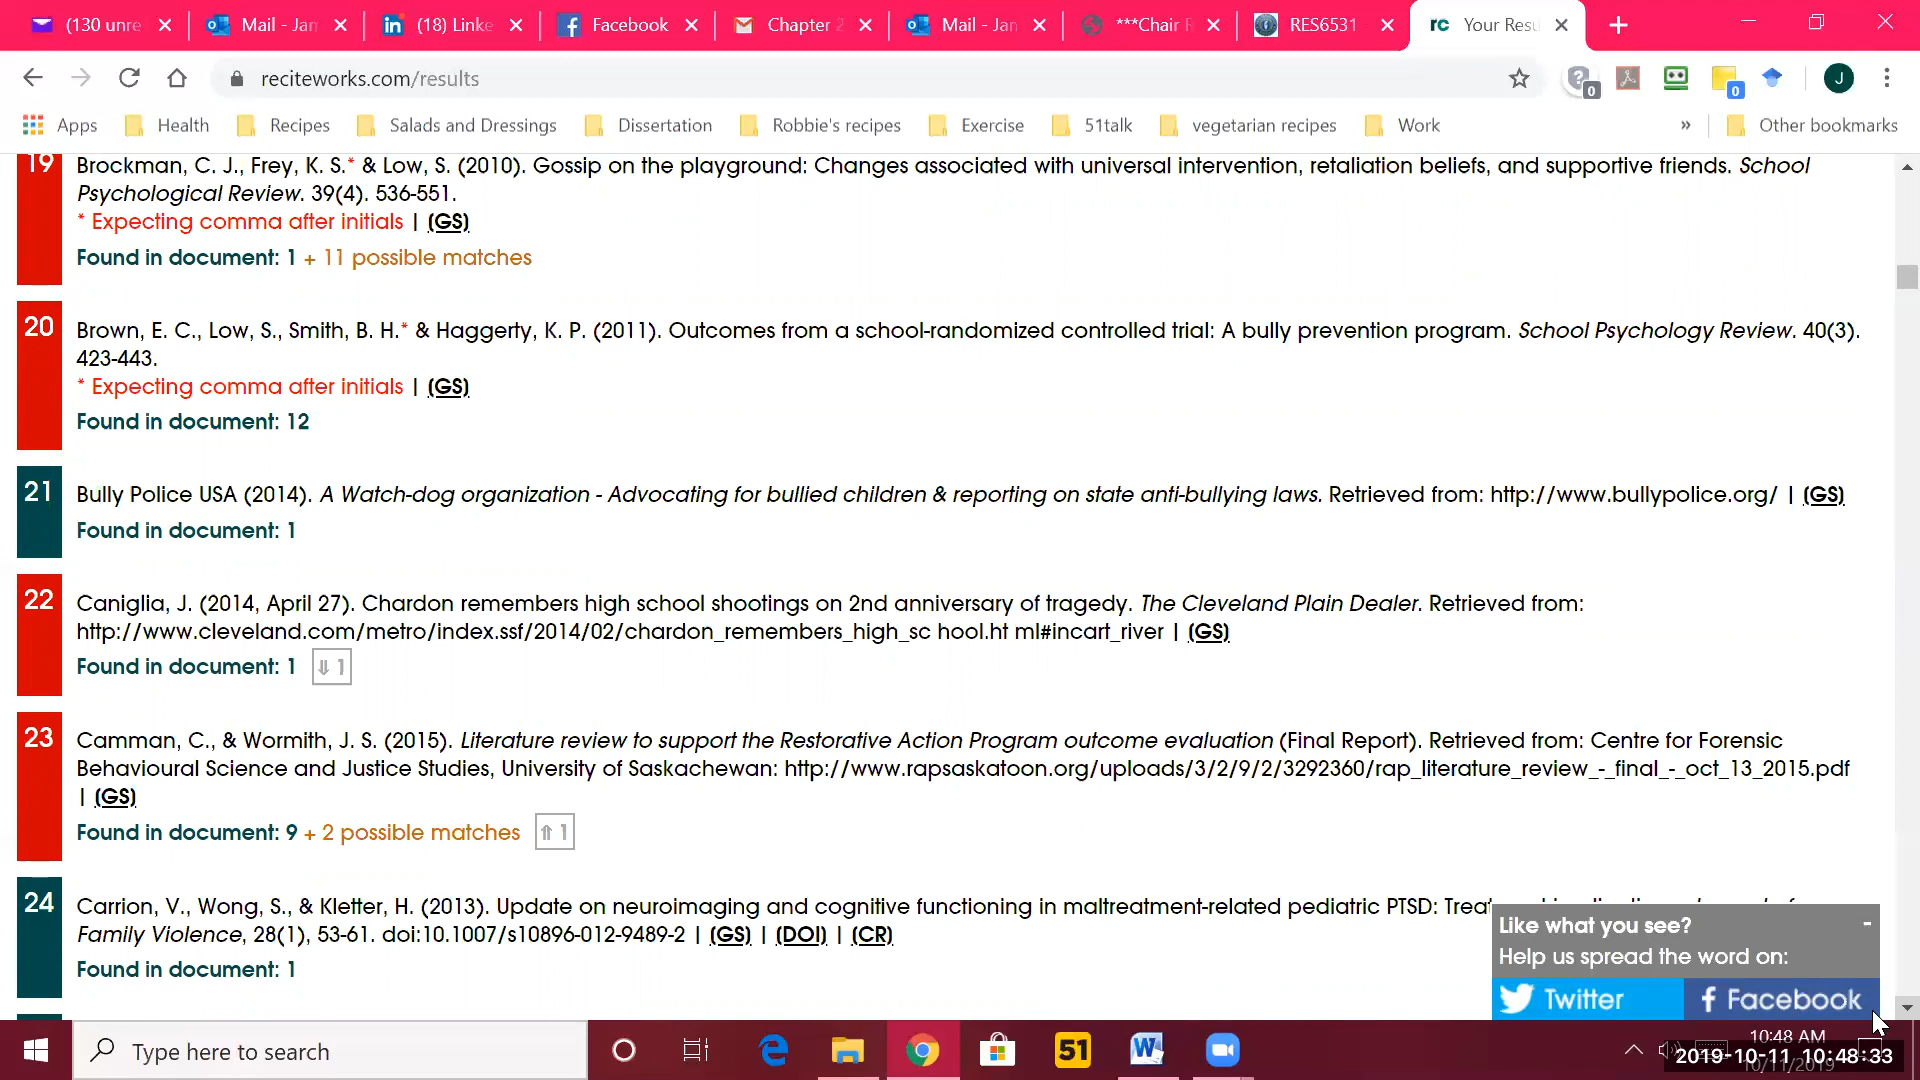 (130 unre
Mail - Jan
(18) Linke
Facebook
Chapter 2
Mail - Jan
***Chair R
RES6531
rc Your Resu
reciteworks.com/results
0
0
J
Apps
Health
Recipes
Salads and Dressings
Dissertation
Robbie's recipes
Exercise
51talk
vegetarian recipes
Work
»
Other bookmarks
19
Brockman, C. J., Frey, K. S.* & Low, S. (2010). Gossip on the playground: Changes associated with universal intervention, retaliation beliefs, and supportive friends. School
Psychological Review. 39(4). 536-551.
* Expecting comma after initials | (GS)
Found in document: 1 + 11 possible matches
20
Brown, E. C., Low, S., Smith, B. H.* & Haggerty, K. P. (2011). Outcomes from a school-randomized controlled trial: A bully prevention program. School Psychology Review. 40(3).
423-443.
* Expecting comma after initials | (GS)
Found in document: 12
21
Bully Police USA (2014). A Watch-dog organization - Advocating for bullied children & reporting on state anti-bullying laws. Retrieved from: http://www.bullypolice.org/ | (GS)
Found in document: 1
22
Caniglia, J. (2014, April 27). Chardon remembers high school shootings on 2nd anniversary of tragedy. The Cleveland Plain Dealer. Retrieved from:
http://www.cleveland.com/metro/index.ssf/2014/02/chardon_remembers_high_sc hool.ht ml#incart_river | (GS)
Found in document: 1 ⇓ 1
23
Camman, C., & Wormith, J. S. (2015). Literature review to support the Restorative Action Program outcome evaluation (Final Report). Retrieved from: Centre for Forensic
Behavioural Science and Justice Studies, University of Saskachewan: http://www.rapsaskatoon.org/uploads/3/2/9/2/3292360/rap_literature_review_-_final_-_oct_13_2015.pdf
| (GS)
Found in document: 9 + 2 possible matches ⇑ 1
24
Carrion, V., Wong, S., & Kletter, H. (2013). Update on neuroimaging and cognitive functioning in maltreatment-related pediatric PTSD:
Family Violence, 28(1), 53-61. doi:10.1007/s10896-012-9489-2 | (GS) | (DOI) | (CR)
Found in document: 1
Like what you see? -
Help us spread the word on:
Twitter
Facebook
Type here to search
51
10:48 AM
10/11/2019
2019-10-11 10:48:33